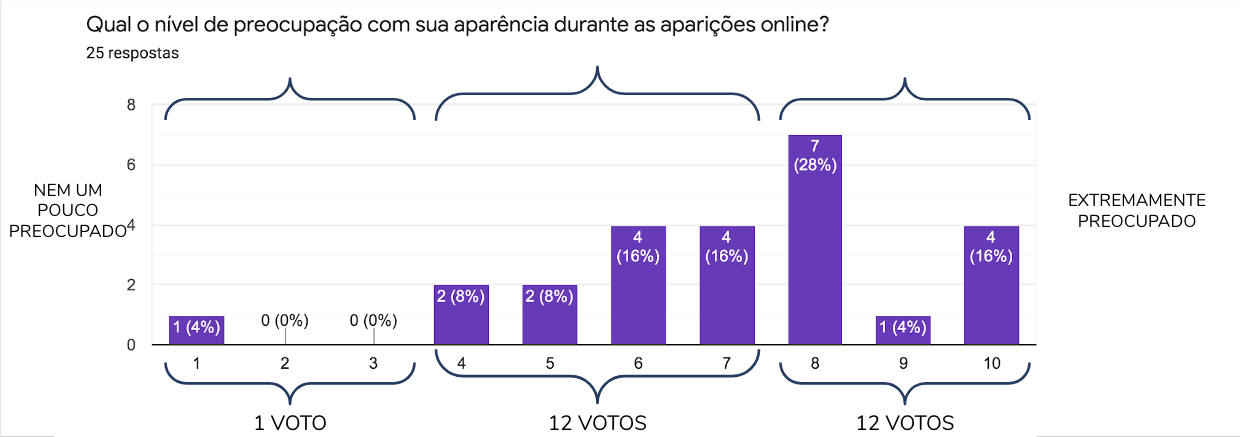 Qual o nível de preocupação com sua aparência durante as aparições online?
25 respostas
8
6
4
2
0
NEM UM
POUCO
PREOCUPADO
1 (4%)
0 (0%)
0 (0%)
2 (8%)
2 (8%)
4
(16%)
4
(16%)
7
(28%)
1 (4%)
4
(16%)
EXTREMAMENTE
PREOCUPADO
1 2 3 4 5 6 7 8 9 10
1 VOTO
12 VOTOS
12 VOTOS